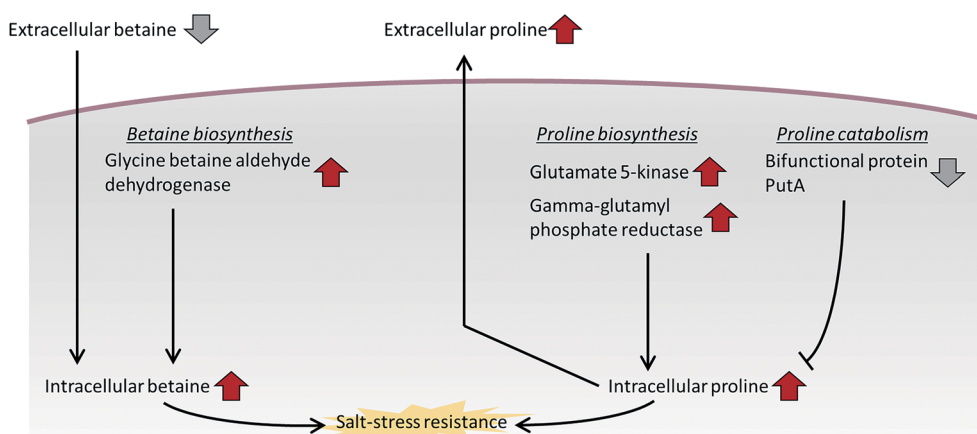 Extracellular betaine
Extracellular proline
Betaine biosynthesis
Glycine betaine aldehyde
dehydrogenase
Proline biosynthesis
Glutamate 5-kinase
Gamma-glutamyl
phosphate reductase
Proline catabolism
Bifunctional protein
PutA
Intracellular betaine
Intracellular proline
Salt-stress resistance